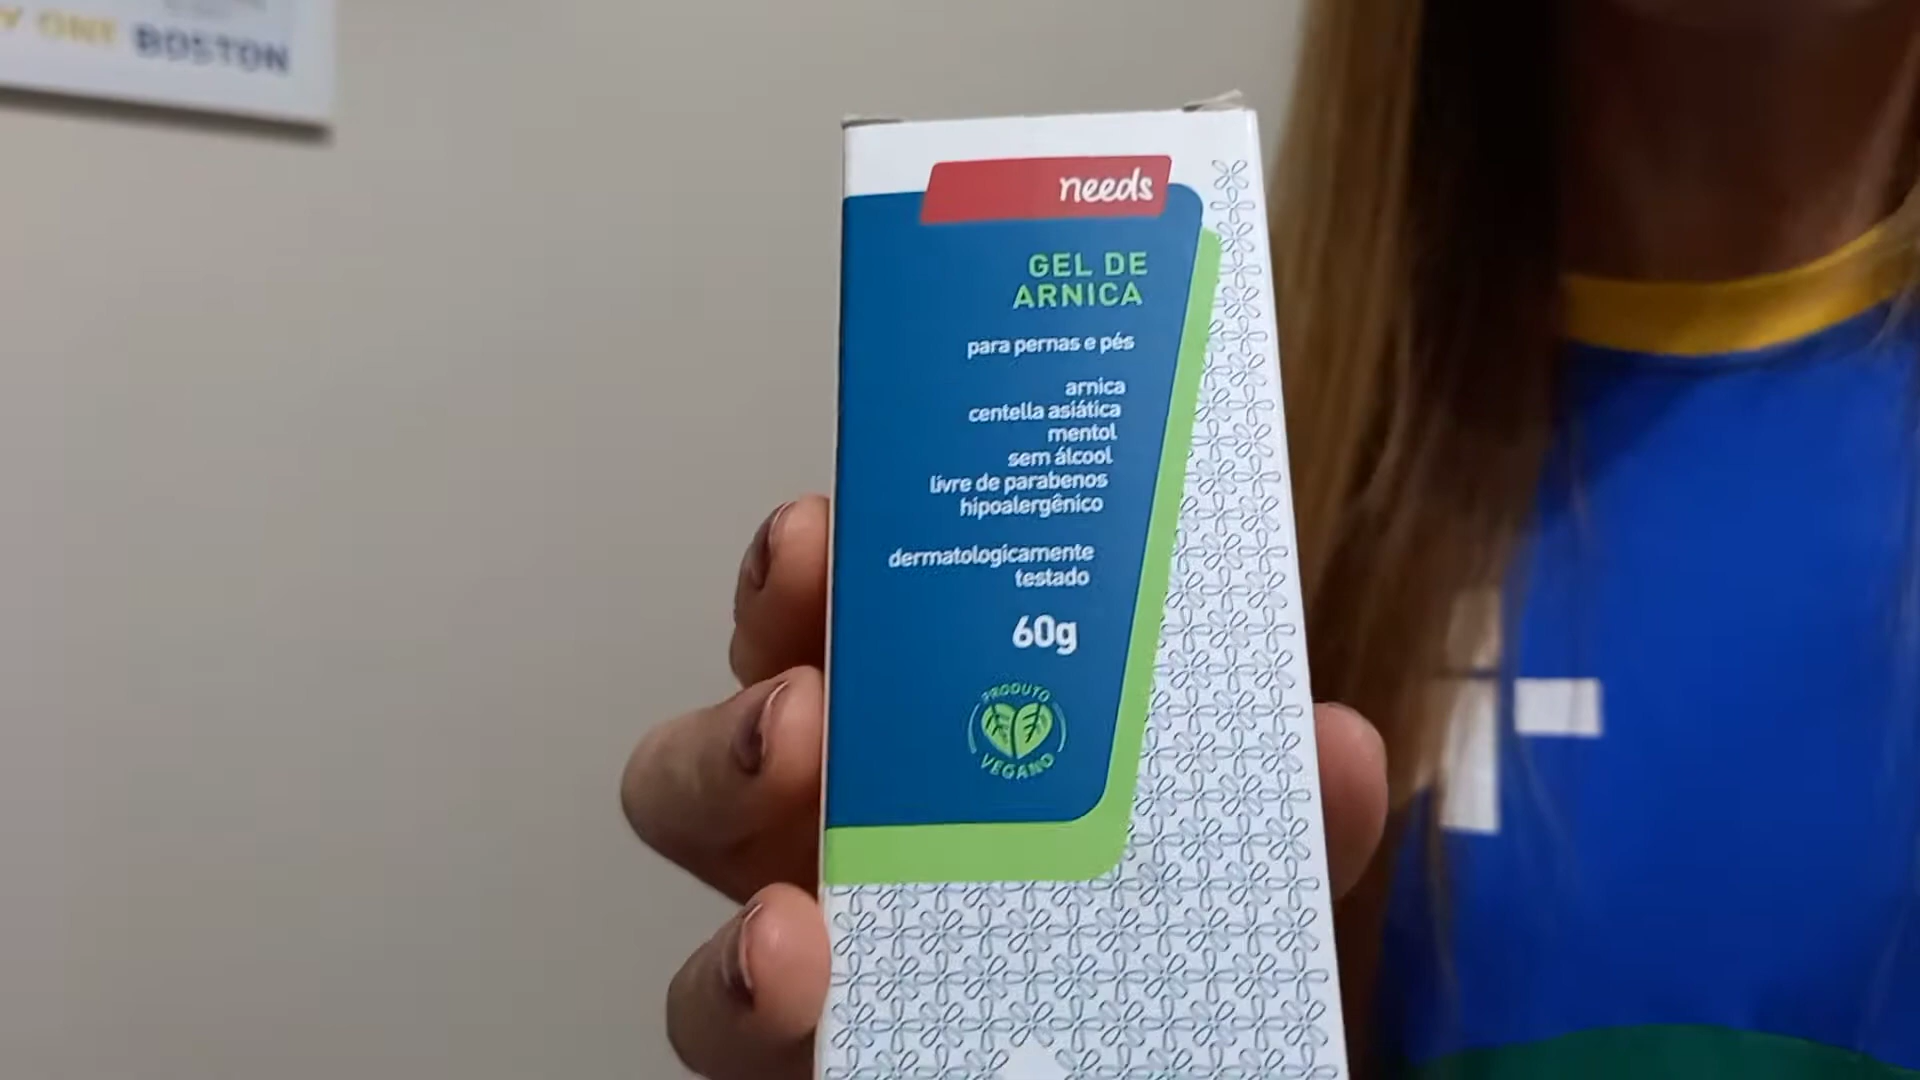 ONY BOSTON
needs
GEL DE
ARNICA
para pernas e pés
arnica
centella asiática
mentol
sem álcool
livre de parabenos
hipoalergênico
dermatologicamente
testado
60g
PRODUTO
VEGANO